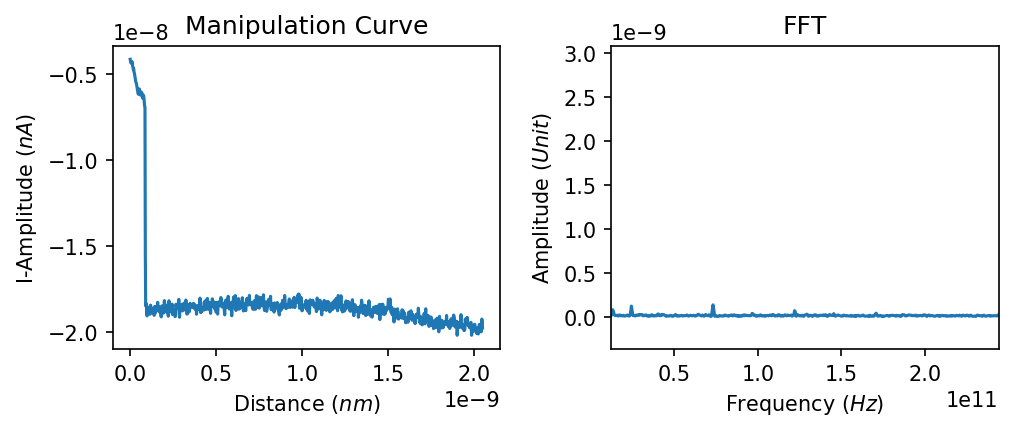 Manipulation Curve
1e−8
−0.5
−1.0
−1.5
−2.0
I-Amplitude (nA)
0.0 0.5 1.0 1.5 2.0
1e−9
Distance (nm)
FFT
1e−9
3.0
2.5
2.0
1.5
1.0
0.5
0.0
Amplitude (Unit)
0.5 1.0 1.5 2.0
1e11
Frequency (Hz)